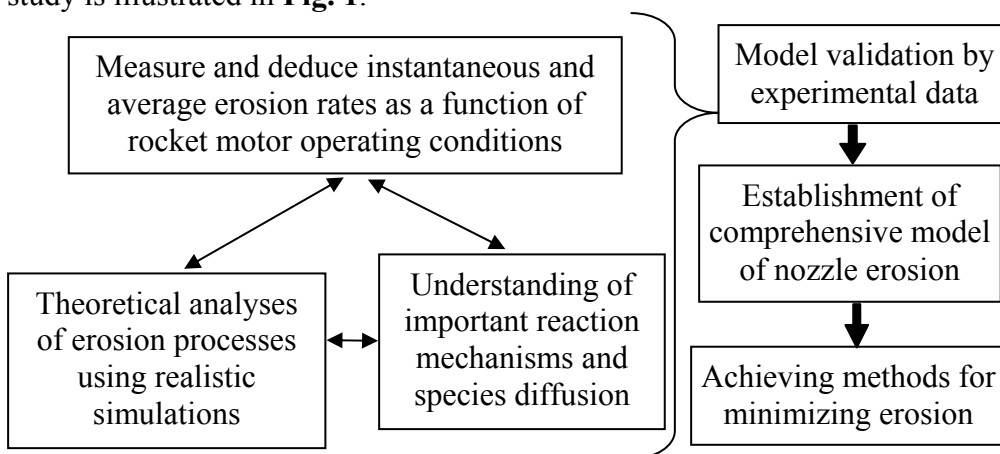 study is illustrated in Fig. 1.
Measure and deduce instantaneous and
average erosion rates as a function of
rocket motor operating conditions
Theoretical analyses
of erosion processes
using realistic
simulations
Understanding of
important reaction
mechanisms and
species diffusion
Model validation by
experimental data
Establishment of
comprehensive model
of nozzle erosion
Achieving methods for
minimizing erosion